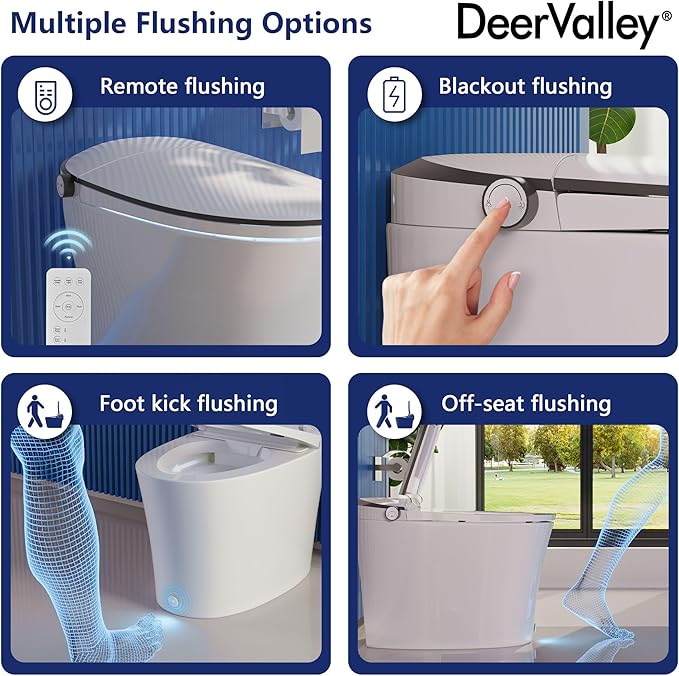 Multiple Flushing Options
DeerValley®
Remote flushing
Blackout flushing
Foot kick flushing
Off-seat flushing